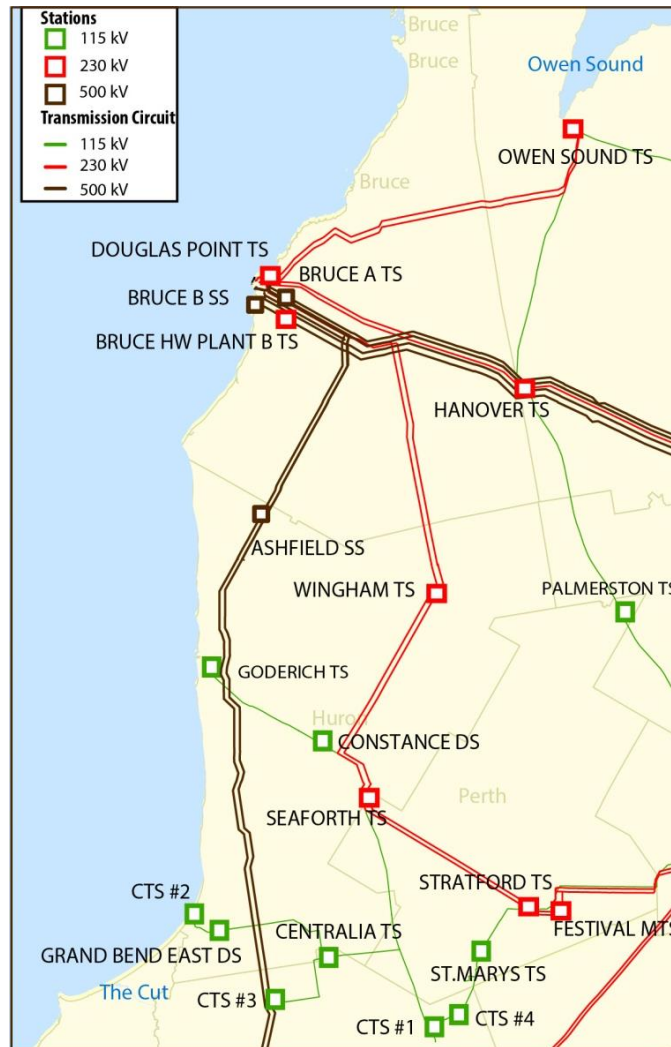 Stations
115 kV
230 kV
500 kV
Transmission Circuit
115 kV
230 kV
500 kV
Bruce
Bruce
Owen Sound
OWEN SOUND TS
Bruce
DOUGLAS POINT TS
BRUCE A TS
BRUCE B SS
BRUCE HW PLANT B TS
HANOVER TS
ASHFIELD SS
WINGHAM TS
PALMERSTON TS
GODERICH TS
Huron
CONSTANCE DS
Perth
SEAFORTH TS
STRATFORD TS
CTS #2
FESTIVAL MTS
CENTRALIA TS
GRAND BEND EAST DS
ST.MARYS TS
The Cut
CTS #3
CTS #4
CTS #1